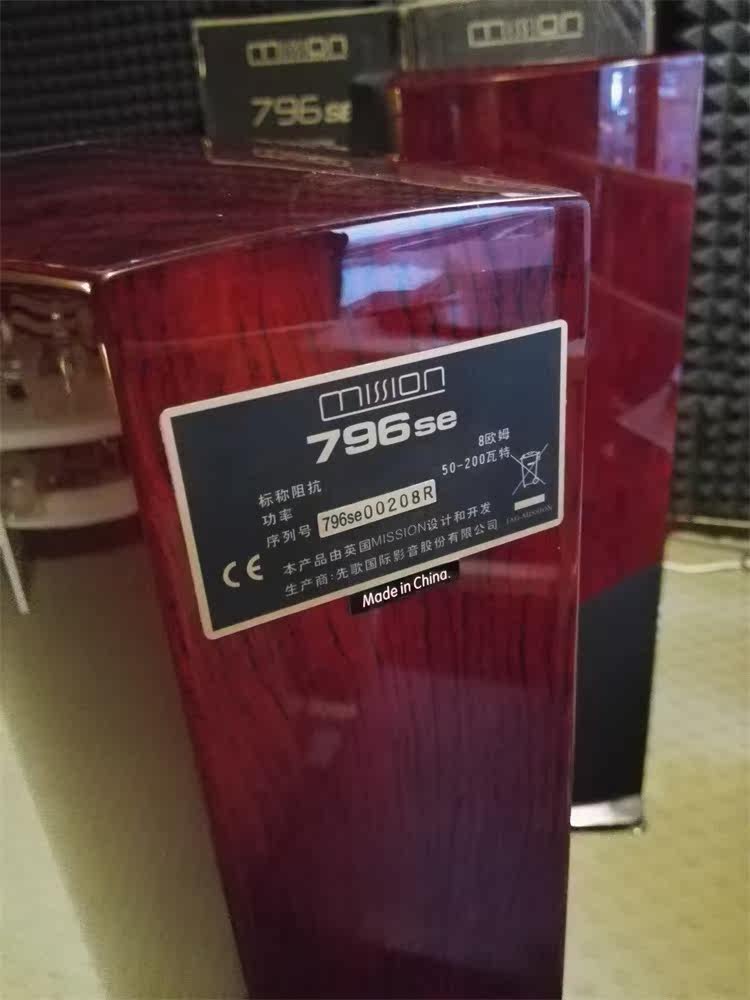 mission
mission
796se
mission
796se
标称阻抗 8欧姆
功率 50-200瓦特
序列号 796se00208R
本产品由英国MISSION设计和开发
生产商:先歌国际影音股份有限公司
CE
IAG-MISSION
Made in China.